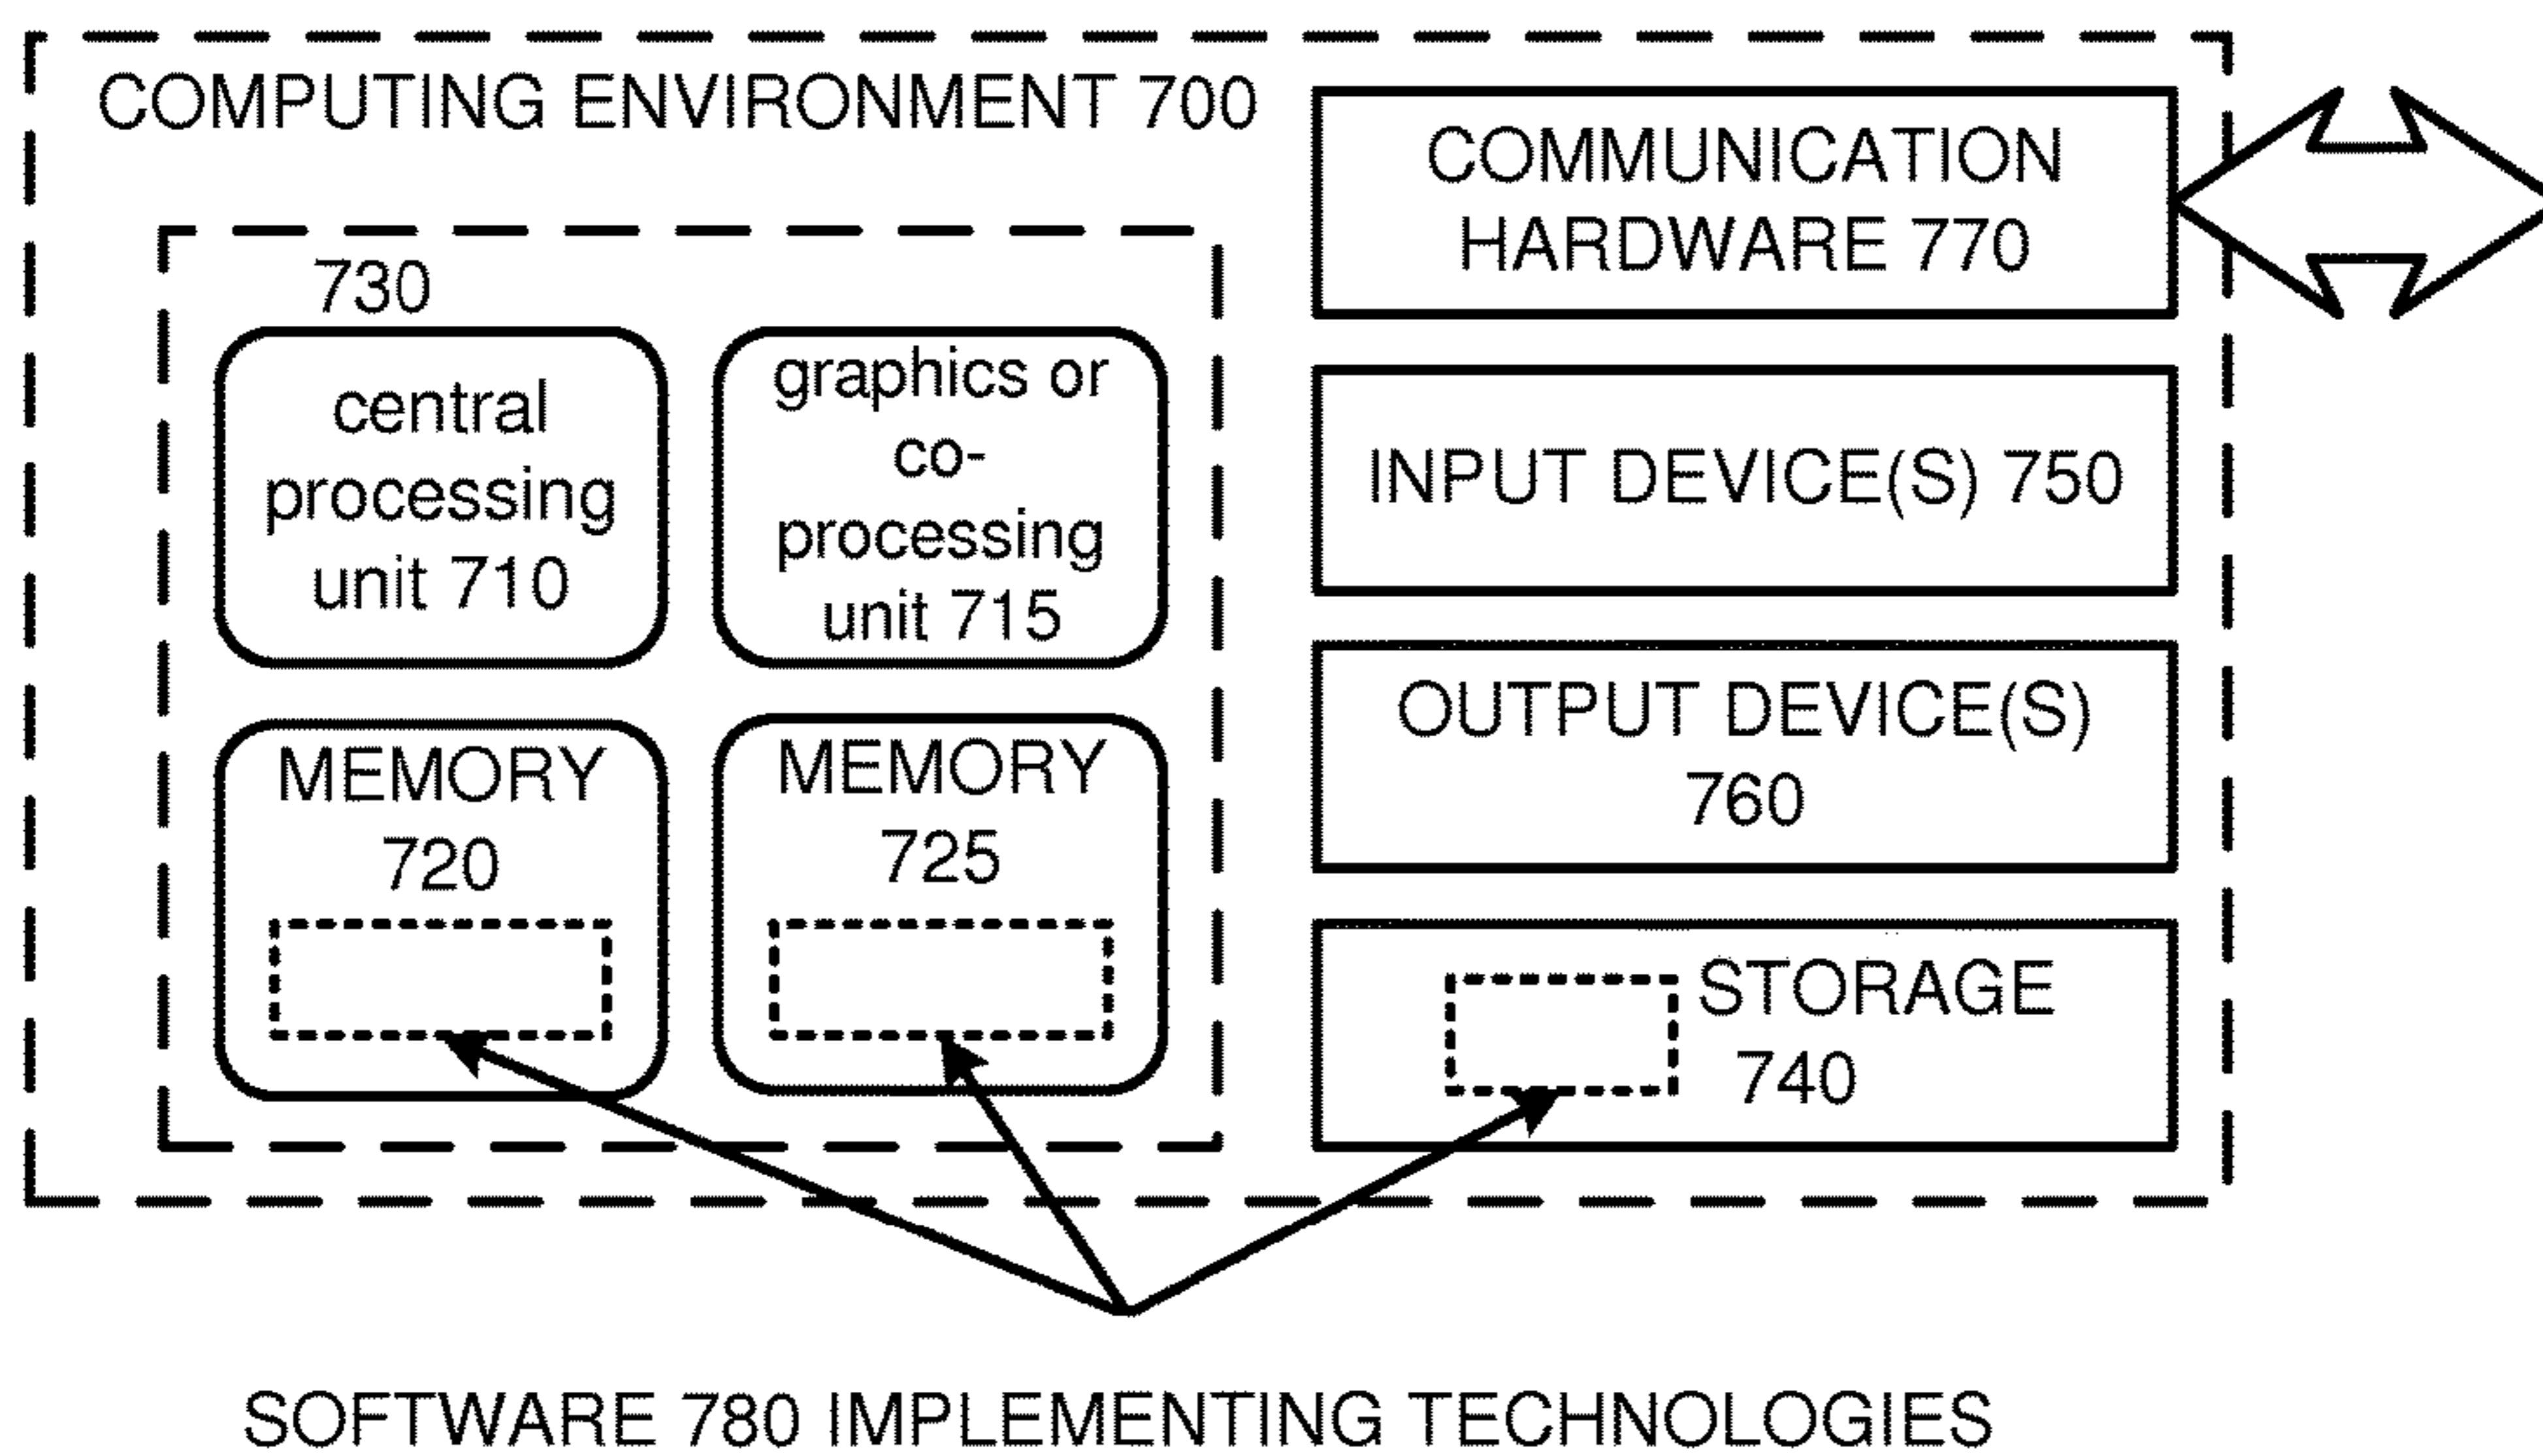 COMPUTING ENVIRONMENT 700
730
central
processing
unit 710
graphics or
co-
processing
unit 715
MEMORY
720
MEMORY
725
COMMUNICATION
HARDWARE 770
INPUT DEVICE(S) 750
OUTPUT DEVICE(S)
760
STORAGE
740
SOFTWARE 780 IMPLEMENTING TECHNOLOGIES